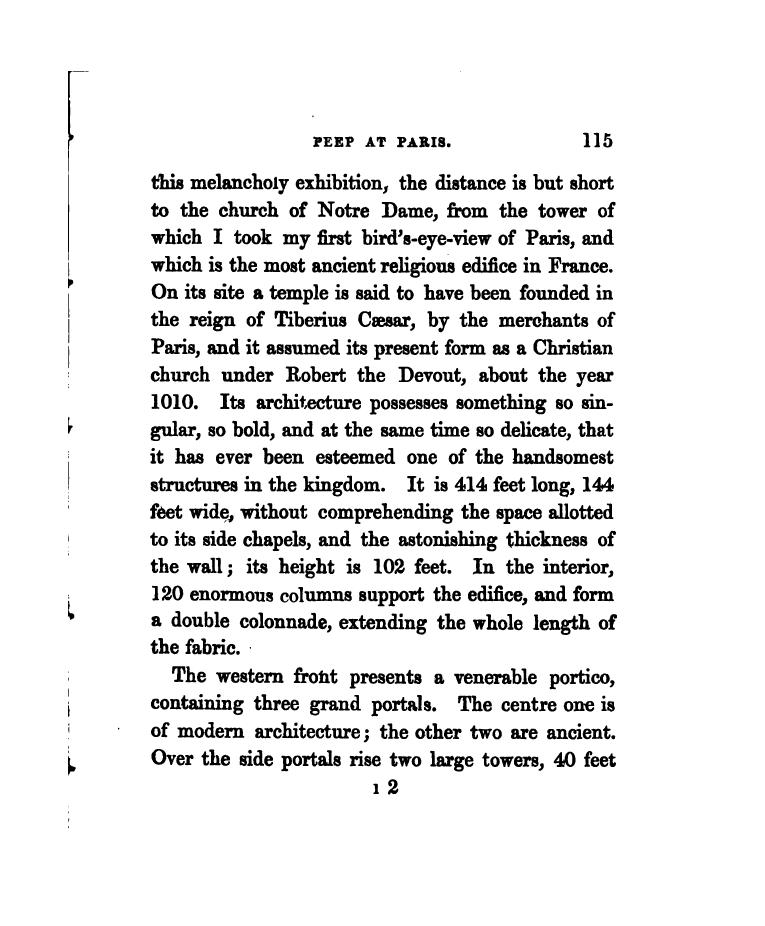 PEEP AT PARIS. 115
this melancholy exhibition, the distance is but short
to the church of Notre Dame, from the tower of
which I took my first bird's-eye-view of Paris, and
which is the most ancient religious edifice in France.
On its site a temple is said to have been founded in
the reign of Tiberius Cæsar, by the merchants of
Paris, and it assumed its present form as a Christian
church under Robert the Devout, about the year
1010. Its architecture possesses something so sin-
gular, so bold, and at the same time so delicate, that
it has ever been esteemed one of the handsomest
structures in the kingdom. It is 414 feet long, 144
feet wide, without comprehending the space allotted
to its side chapels, and the astonishing thickness of
the wall; its height is 102 feet. In the interior,
120 enormous columns support the edifice, and form
a double colonnade, extending the whole length of
the fabric.
The western front presents a venerable portico,
containing three grand portals. The centre one is
of modern architecture; the other two are ancient.
Over the side portals rise two large towers, 40 feet
I 2